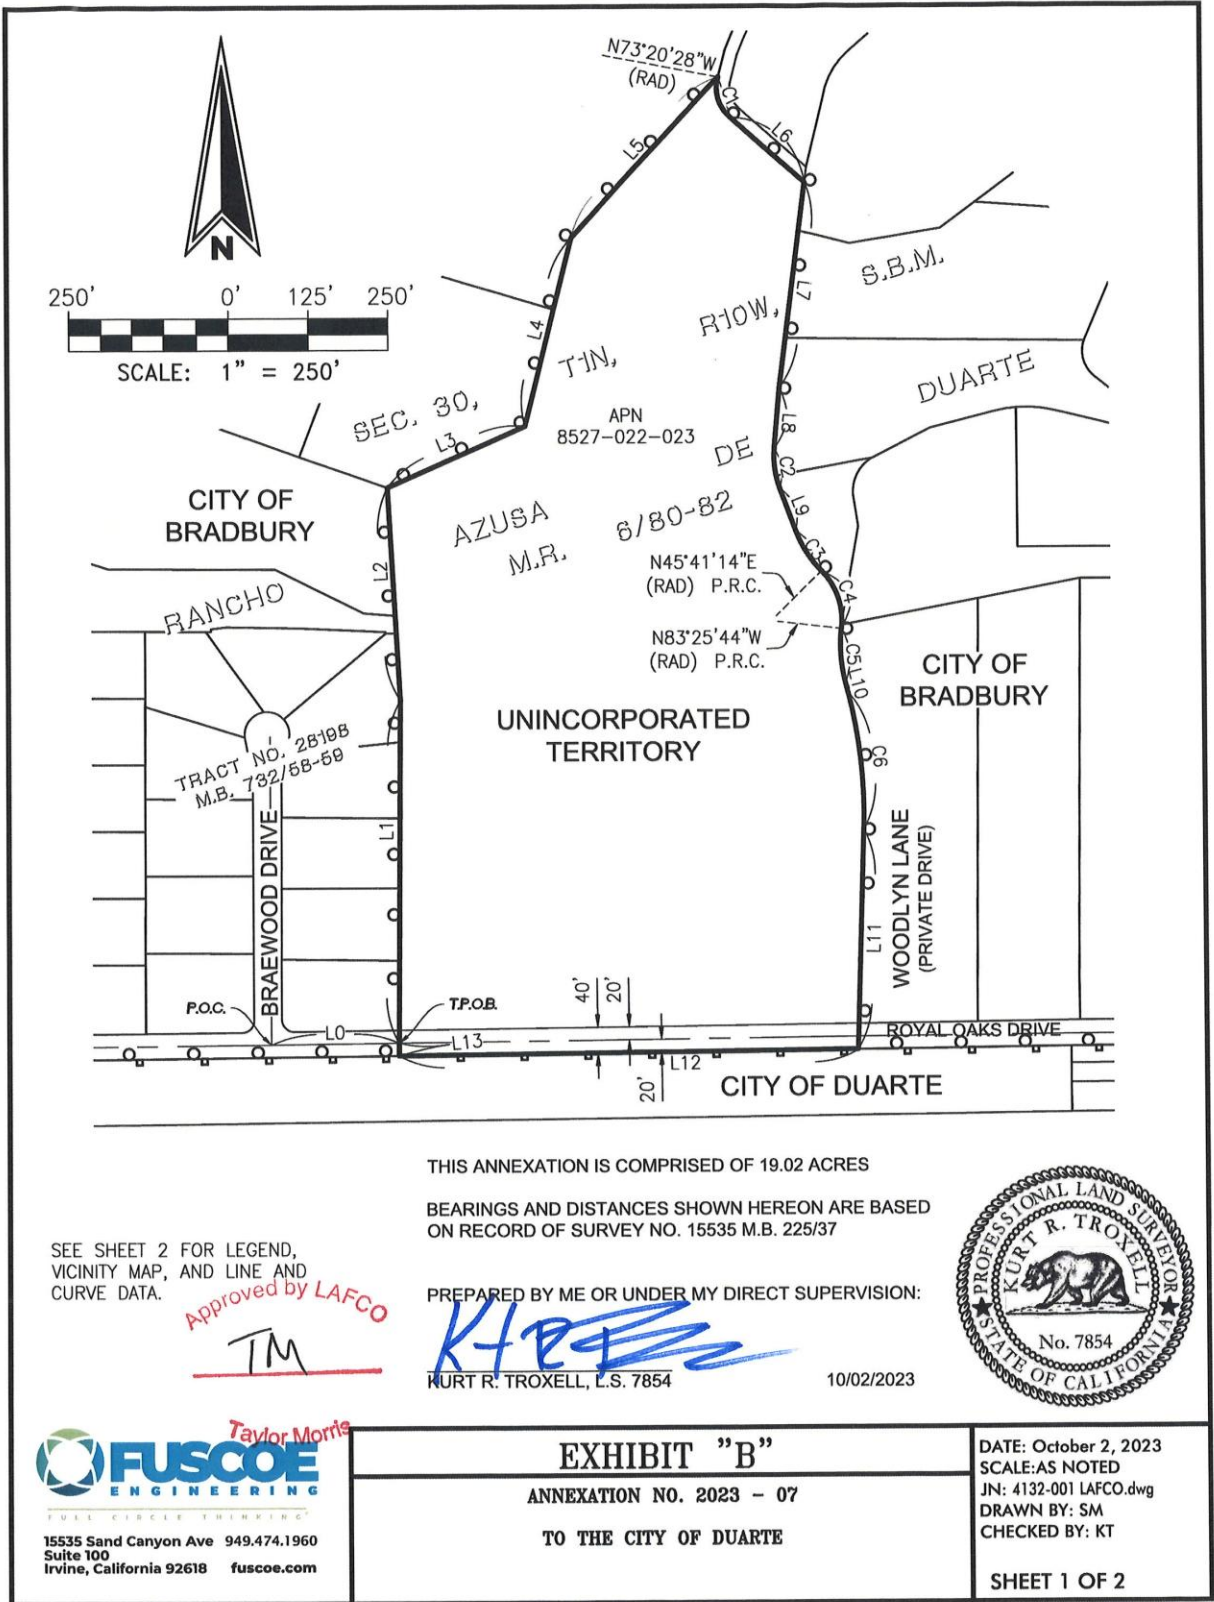 N73°20'28"W
(RAD)
C1
L6
L5
N
250' 0' 125' 250'
SCALE: 1" = 250'
L4
L7
S.B.M.
R10W,
T1N,
SEC. 30,
L3
APN
8527-022-023
DUARTE
L8
DE
C2
CITY OF
BRADBURY
AZUSA
M.R. 6/80-82
L9
C3
N45°41'14"E
(RAD) P.R.C.
C4
L2
RANCHO
N83°25'44"W
(RAD) P.R.C.
C5
L10
CITY OF
BRADBURY
UNINCORPORATED
TERRITORY
TRACT NO. 28198
M.B. 732/58-59
C6
L1
BRAEWOOD DRIVE
WOODLYN LANE
(PRIVATE DRIVE)
L11
P.O.C.
T.P.O.B.
40' 20'
L0
L13
ROYAL OAKS DRIVE
L12
20'
CITY OF DUARTE
THIS ANNEXATION IS COMPRISED OF 19.02 ACRES
BEARINGS AND DISTANCES SHOWN HEREON ARE BASED
ON RECORD OF SURVEY NO. 15535 M.B. 225/37
SEE SHEET 2 FOR LEGEND,
VICINITY MAP, AND LINE AND
CURVE DATA.
Approved by LAFCO
TM
Taylor Morris
PREPARED BY ME OR UNDER MY DIRECT SUPERVISION:
KURT R. TROXELL, L.S. 7854 10/02/2023
PROFESSIONAL LAND SURVEYOR
KURT R. TROXELL
No. 7854
STATE OF CALIFORNIA
FUSCOE
ENGINEERING
FULL CIRCLE THINKING
15535 Sand Canyon Ave 949.474.1960
Suite 100
Irvine, California 92618 fuscoe.com
EXHIBIT "B"
ANNEXATION NO. 2023 - 07
TO THE CITY OF DUARTE
DATE: October 2, 2023
SCALE:AS NOTED
JN: 4132-001 LAFCO.dwg
DRAWN BY: SM
CHECKED BY: KT
SHEET 1 OF 2